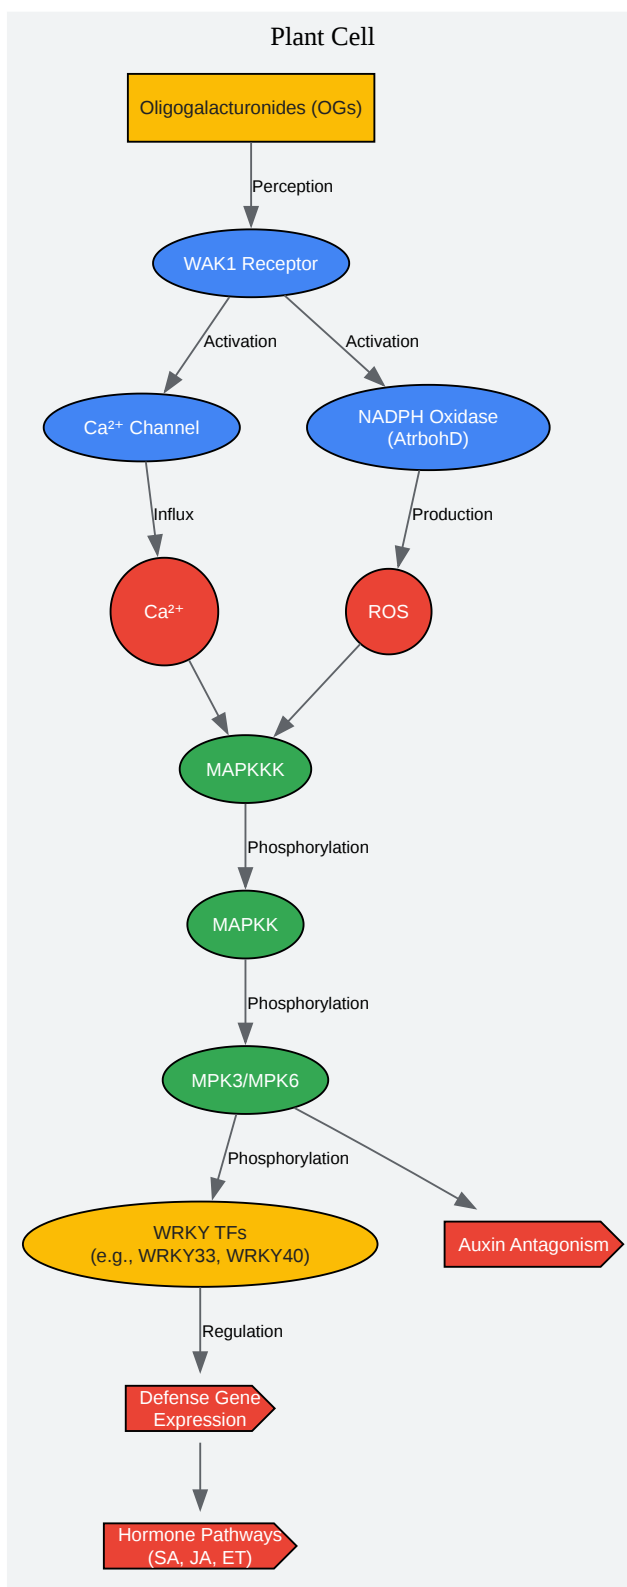 Plant Cell
Oligogalacturonides (OGs)
Perception
WAK1 Receptor
Activation
Activation
Ca²⁺ Channel
NADPH Oxidase
(AtrbohD)
Influx
Production
Ca²⁺
ROS
MAPKKK
Phosphorylation
MAPKK
Phosphorylation
MPK3/MPK6
Phosphorylation
WRKY TFs
(e.g., WRKY33, WRKY40)
Auxin Antagonism
Regulation
Defense Gene
Expression
Hormone Pathways
(SA, JA, ET)